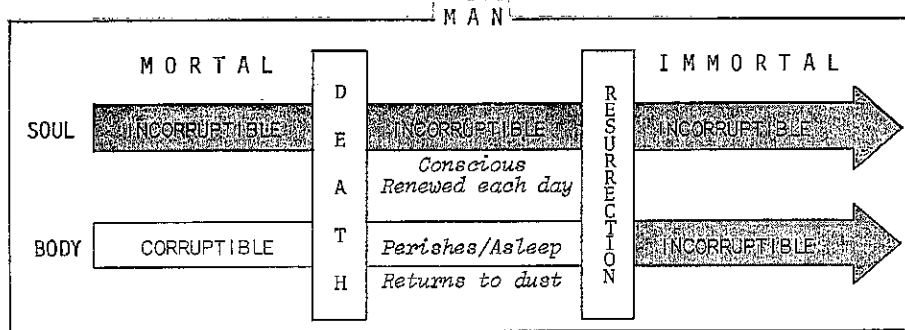 MAN
MORTAL
IMMORTAL
DEATH
RESURRECTION
SOUL
INCORRUPTIBLE
INCORRUPTIBLE
INCORRUPTIBLE
Conscious
Renewed each day
BODY
CORRUPTIBLE
Perishes/Asleep
INCORRUPTIBLE
Returns to dust